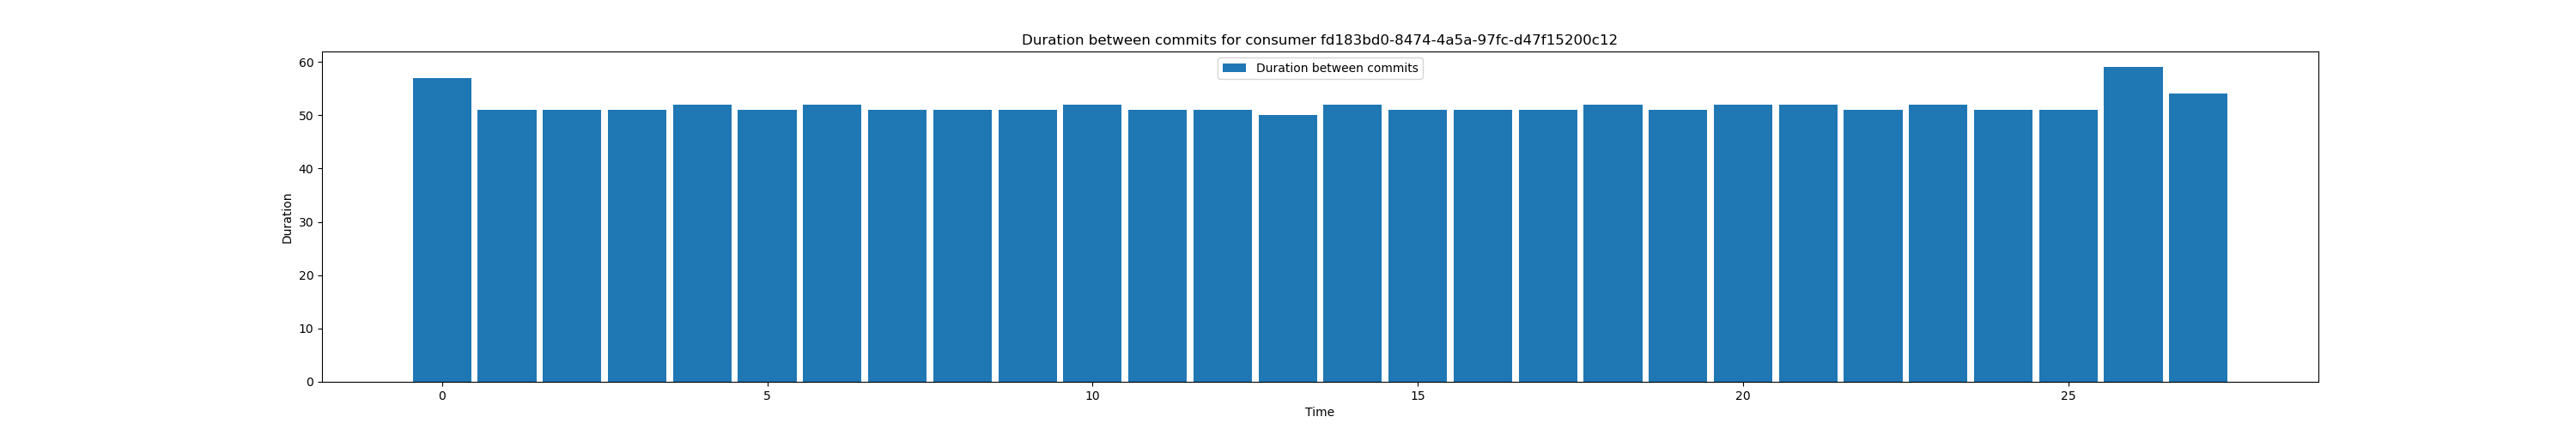 Duration between commits for consumer fd183bd0-8474-4a5a-97fc-d47f15200c12
Duration between commits
60
50
40
30
20
10
0
Duration
0 5 10 15 20 25
Time